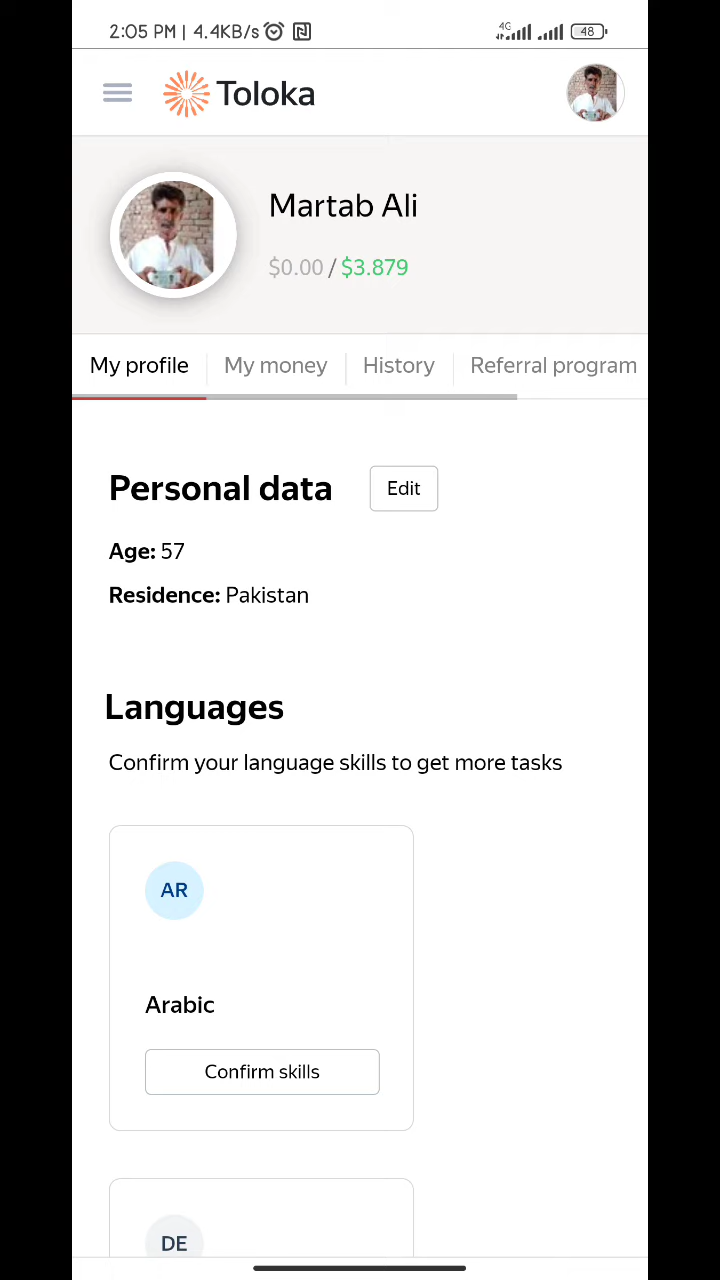 2:05 PM | 4.4KB/s 4G 48
Toloka
Martab Ali
$0.00 / $3.879
My profile My money History Referral program
Personal data Edit
Age: 57
Residence: Pakistan
Languages
Confirm your language skills to get more tasks
AR
Arabic
Confirm skills
DE